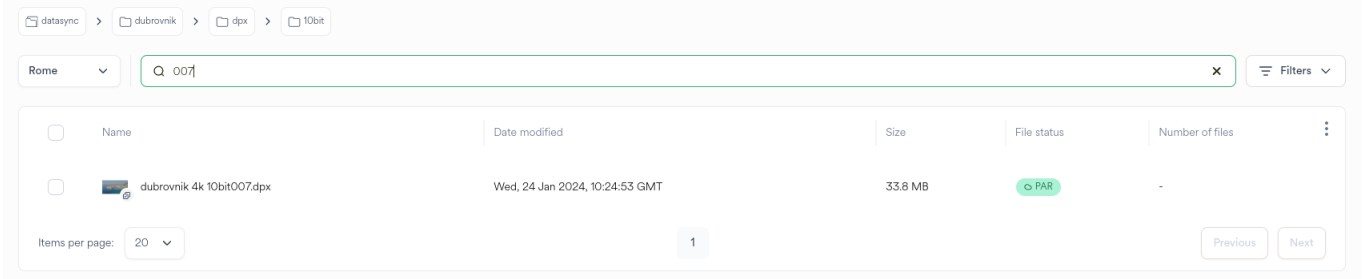 datasync > dubrovnik > dpx > 10bit
Rome 007 Filters
Name Date modified Size File status Number of files
dubrovnik 4k 10bit007.dpx Wed, 24 Jan 2024, 10:24:53 GMT 33.8 MB PAR -
Items per page: 20 1 Previous Next